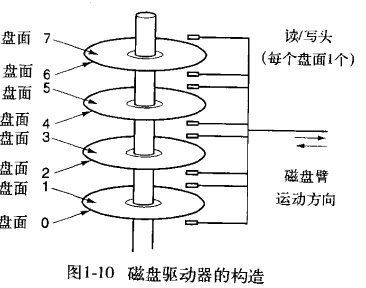 盘面 7
读/写头
(每个盘面1个)
盘面 6
盘面 5
盘面 4
盘面 3
盘面 2
磁盘臂
运动方向
盘面 1
盘面 0
图1-10 磁盘驱动器的构造